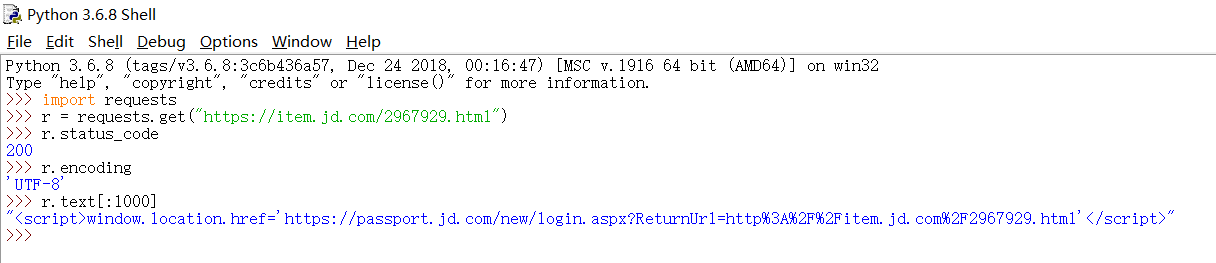 Python 3.6.8 Shell
File Edit Shell Debug Options Window Help
Python 3.6.8 (tags/v3.6.8:3c6b436a57, Dec 24 2018, 00:16:47) [MSC v.1916 64 bit (AMD64)] on win32
Type "help", "copyright", "credits" or "license()" for more information.
>>> import requests
>>> r = requests.get("https://item.jd.com/2967929.html")
>>> r.status_code
200
>>> r.encoding
'UTF-8'
>>> r.text[:1000]
"<script>window.location.href='https://passport.jd.com/new/login.aspx?ReturnUrl=http%3A%2F%2Fitem.jd.com%2F2967929.html'</script>"
>>>